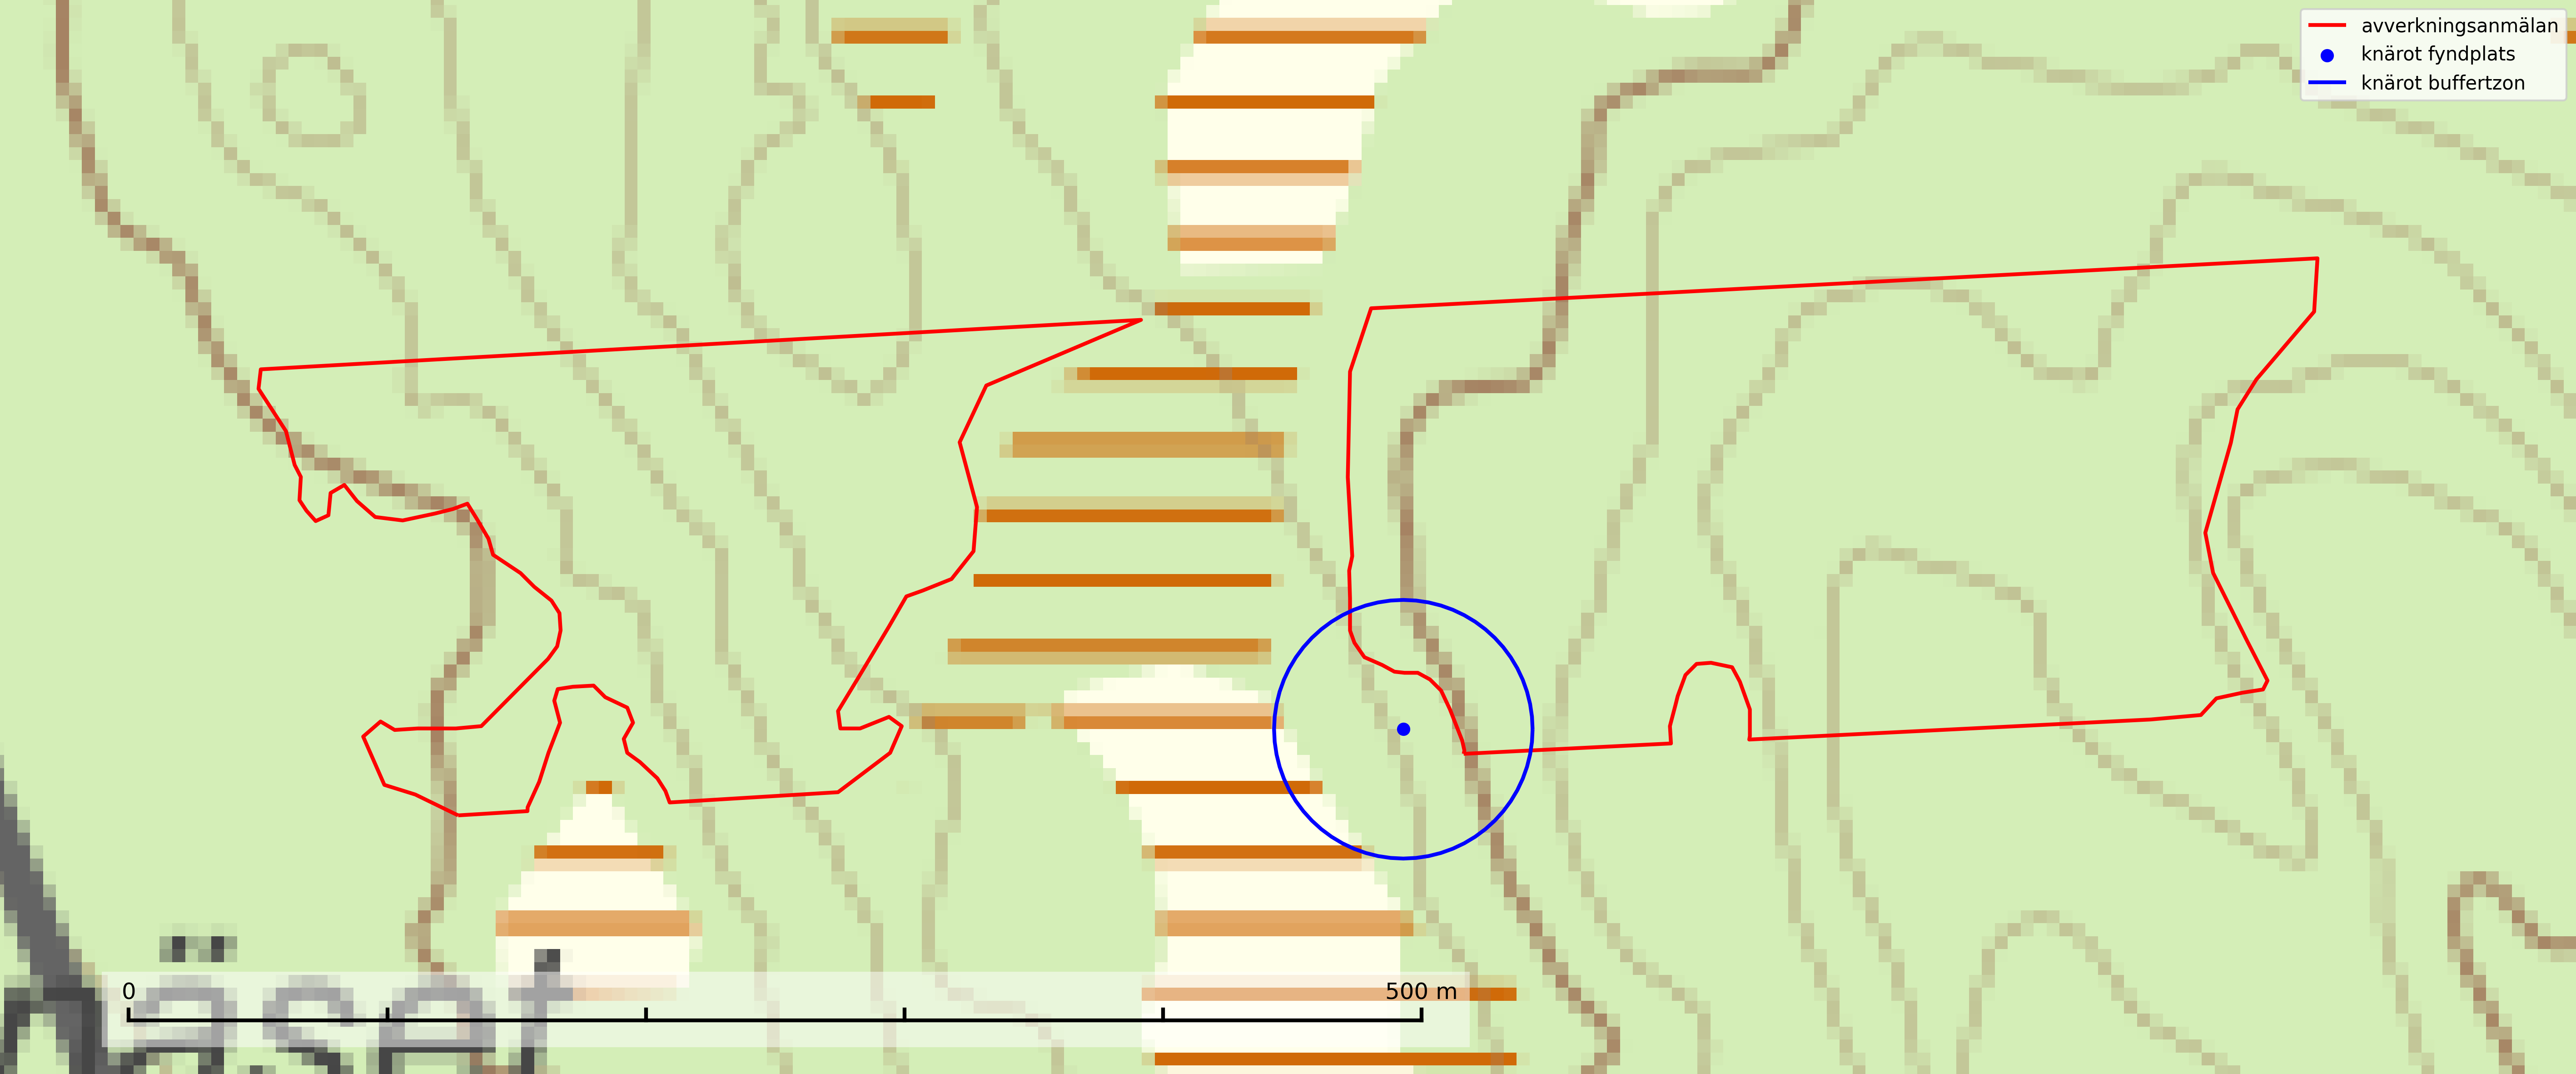 avverkningsanmälan
knärot fyndplats
knärot buffertzon
0
500 m